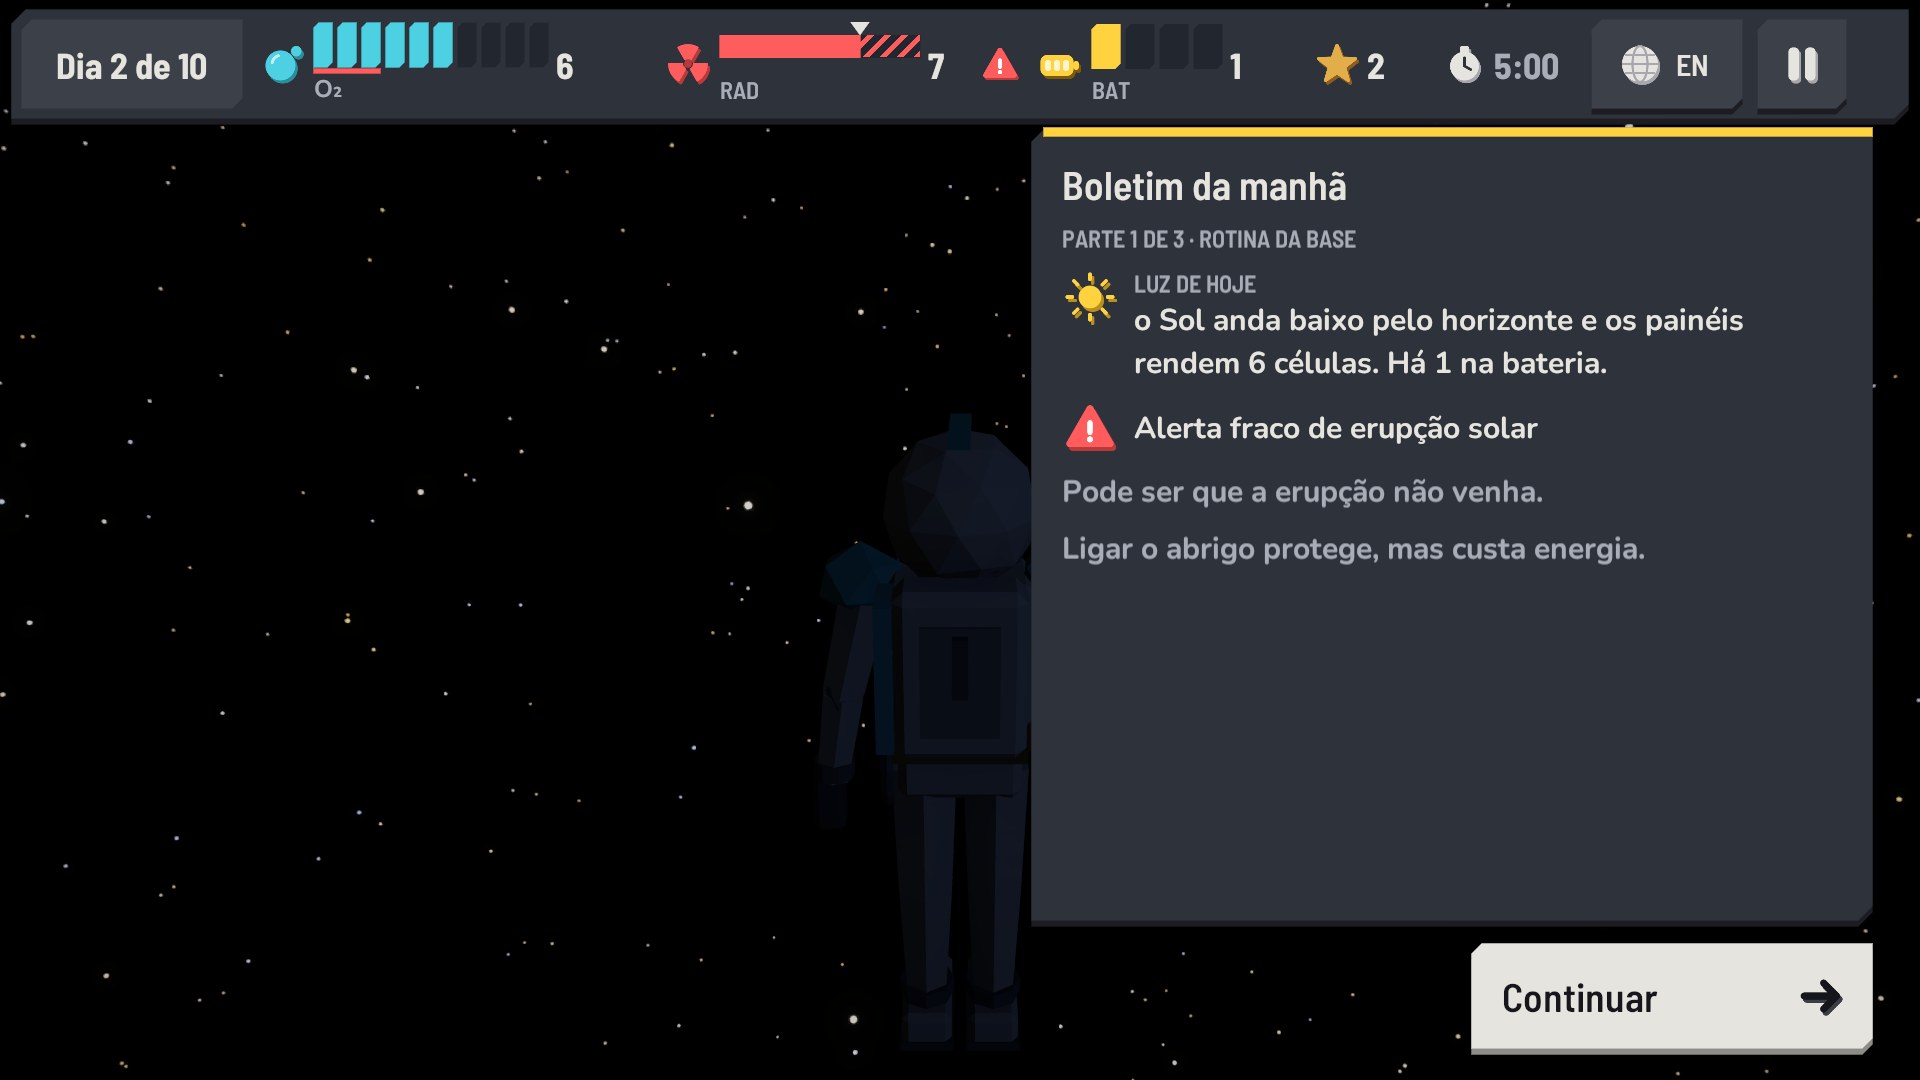 Dia 2 de 10
O₂
6
RAD
7
BAT
1
2
5:00
EN
Boletim da manhã
PARTE 1 DE 3 · ROTINA DA BASE
LUZ DE HOJE
o Sol anda baixo pelo horizonte e os painéis
rendem 6 células. Há 1 na bateria.
Alerta fraco de erupção solar
Pode ser que a erupção não venha.
Ligar o abrigo protege, mas custa energia.
Continuar